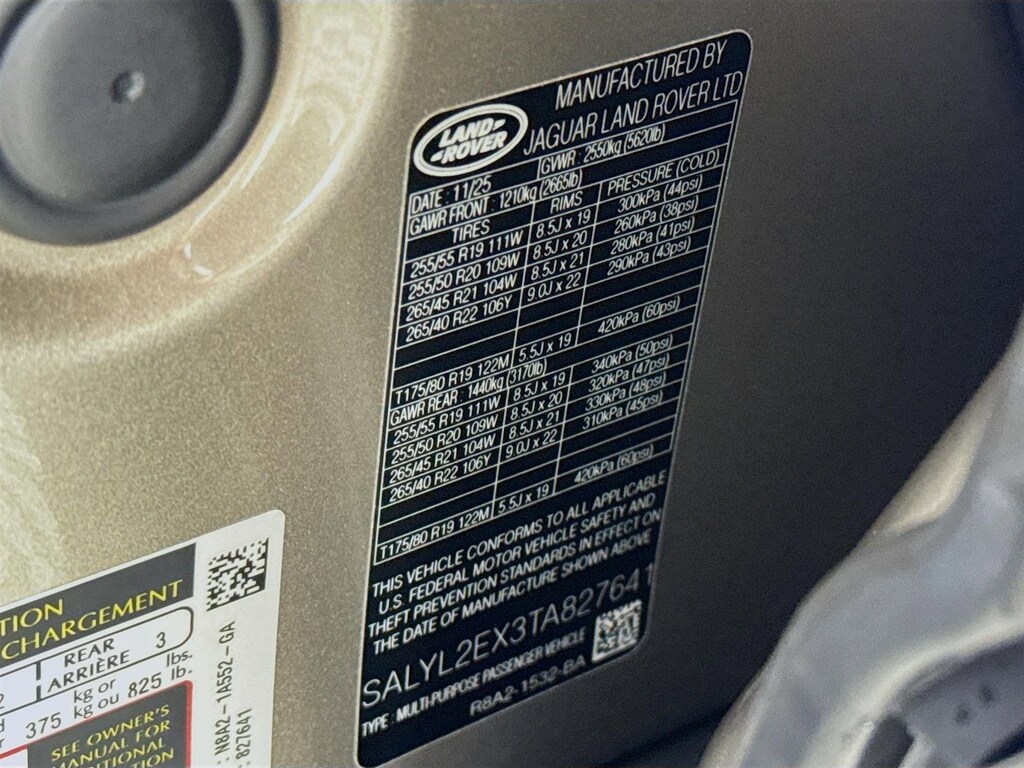 LAND-
-ROVER
MANUFACTURED BY
JAGUAR LAND ROVER LTD
DATE : 11/25
GVWR : 2550kg (5620lb)
GAWR FRONT : 1210kg (2665lb)
TIRES RIMS PRESSURE (COLD)
255/55 R19 111W 8.5J x 19 300kPa (44psi)
255/50 R20 109W 8.5J x 20 260kPa (38psi)
265/45 R21 104W 8.5J x 21 280kPa (41psi)
265/40 R22 106Y 9.0J x 22 290kPa (43psi)
T175/80 R19 122M 5.5J x 19 420kPa (60psi)
GAWR REAR : 1440kg (3170lb)
255/55 R19 111W 8.5J x 19 340kPa (50psi)
255/50 R20 109W 8.5J x 20 320kPa (47psi)
265/45 R21 104W 8.5J x 21 330kPa (48psi)
265/40 R22 106Y 9.0J x 22 310kPa (45psi)
T175/80 R19 122M 5.5J x 19 420kPa (60psi)
THIS VEHICLE CONFORMS TO ALL APPLICABLE
U.S. FEDERAL MOTOR VEHICLE SAFETY AND
THEFT PREVENTION STANDARDS IN EFFECT ON
THE DATE OF MANUFACTURE SHOWN ABOVE
SALYL2EX3TA827641
TYPE : MULTI-PURPOSE PASSENGER VEHICLE
R8A2-1532-BA
TION
CHARGEMENT
2 REAR 3
ARRIÈRE
kg or lbs.
375 kg ou 825 lb.
SEE OWNER'S
MANUAL FOR
DITIONAL
TION
: N8A2-1A552-GA
: 827641